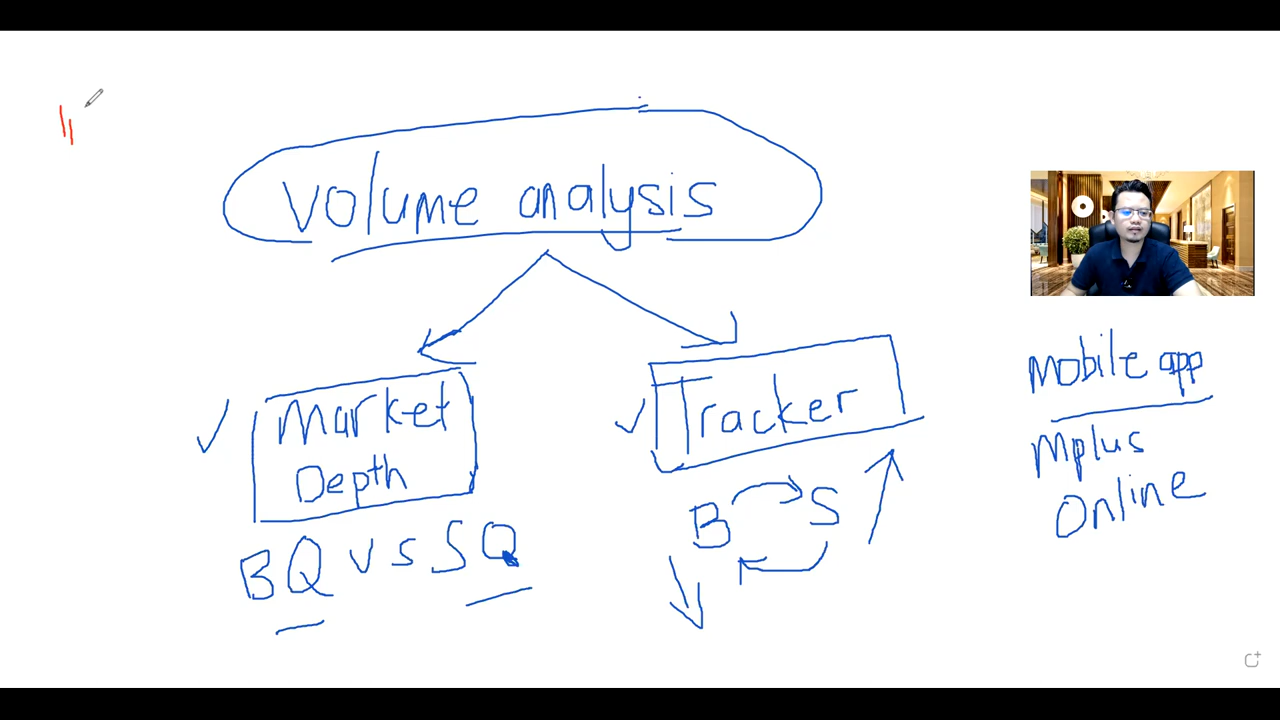 Volume analysis
Market
Depth
BQ vs SQ
Tracker
B S
Mobile app
Mplus
Online